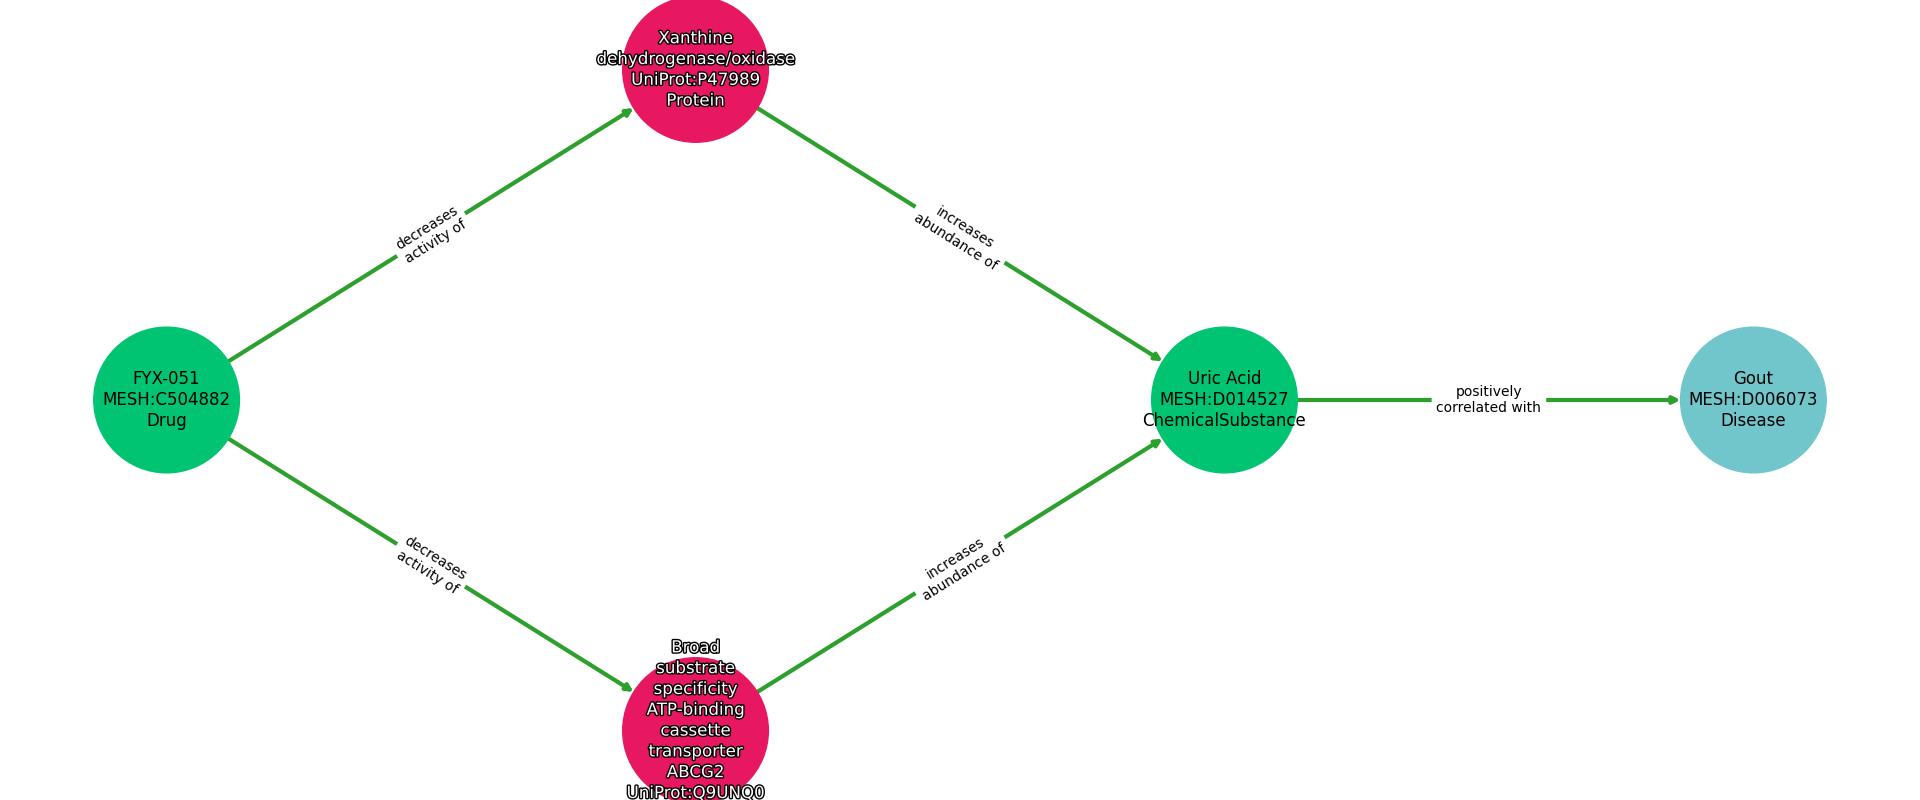 Xanthine
dehydrogenase/oxidase
UniProt:P47989
Protein
decreases
activity of
increases
abundance of
FYX-051
MESH:C504882
Drug
Uric Acid
MESH:D014527
ChemicalSubstance
positively
correlated with
Gout
MESH:D006073
Disease
decreases
activity of
increases
abundance of
Broad
substrate
specificity
ATP-binding
cassette
transporter
ABCG2
UniProt:Q9UNQ0